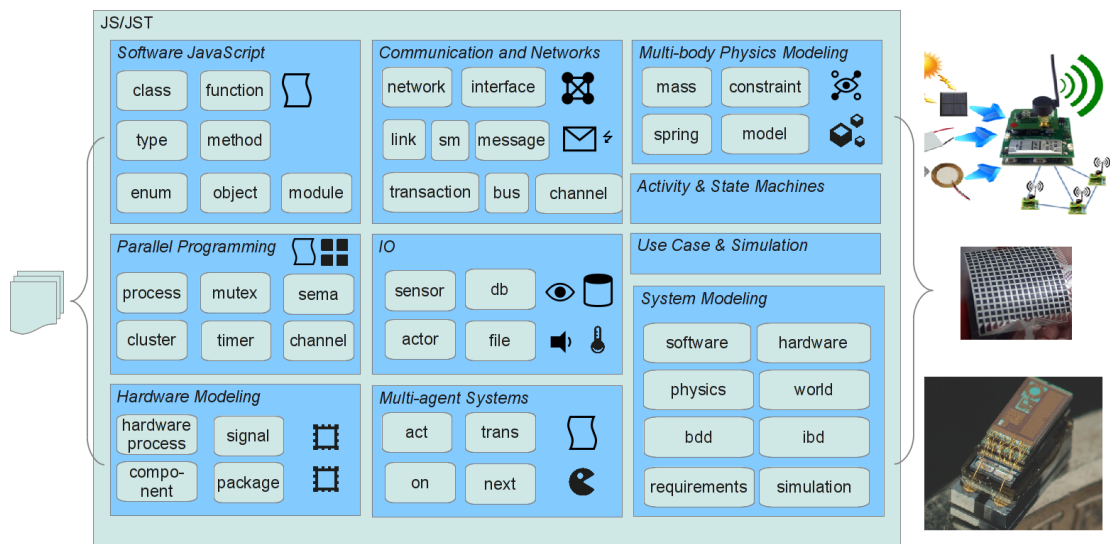 JS/JST
Software JavaScript
class
function
type
method
enum
object
module
Communication and Networks
network
interface
link
sm
message
transaction
bus
channel
Multi-body Physics Modeling
mass
constraint
spring
model
Activity & State Machines
Use Case & Simulation
Parallel Programming
process
mutex
sema
cluster
timer
channel
IO
sensor
db
actor
file
System Modeling
software
hardware
physics
world
bdd
ibd
requirements
simulation
Hardware Modeling
hardware
process
signal
compo-
nent
package
Multi-agent Systems
act
trans
on
next